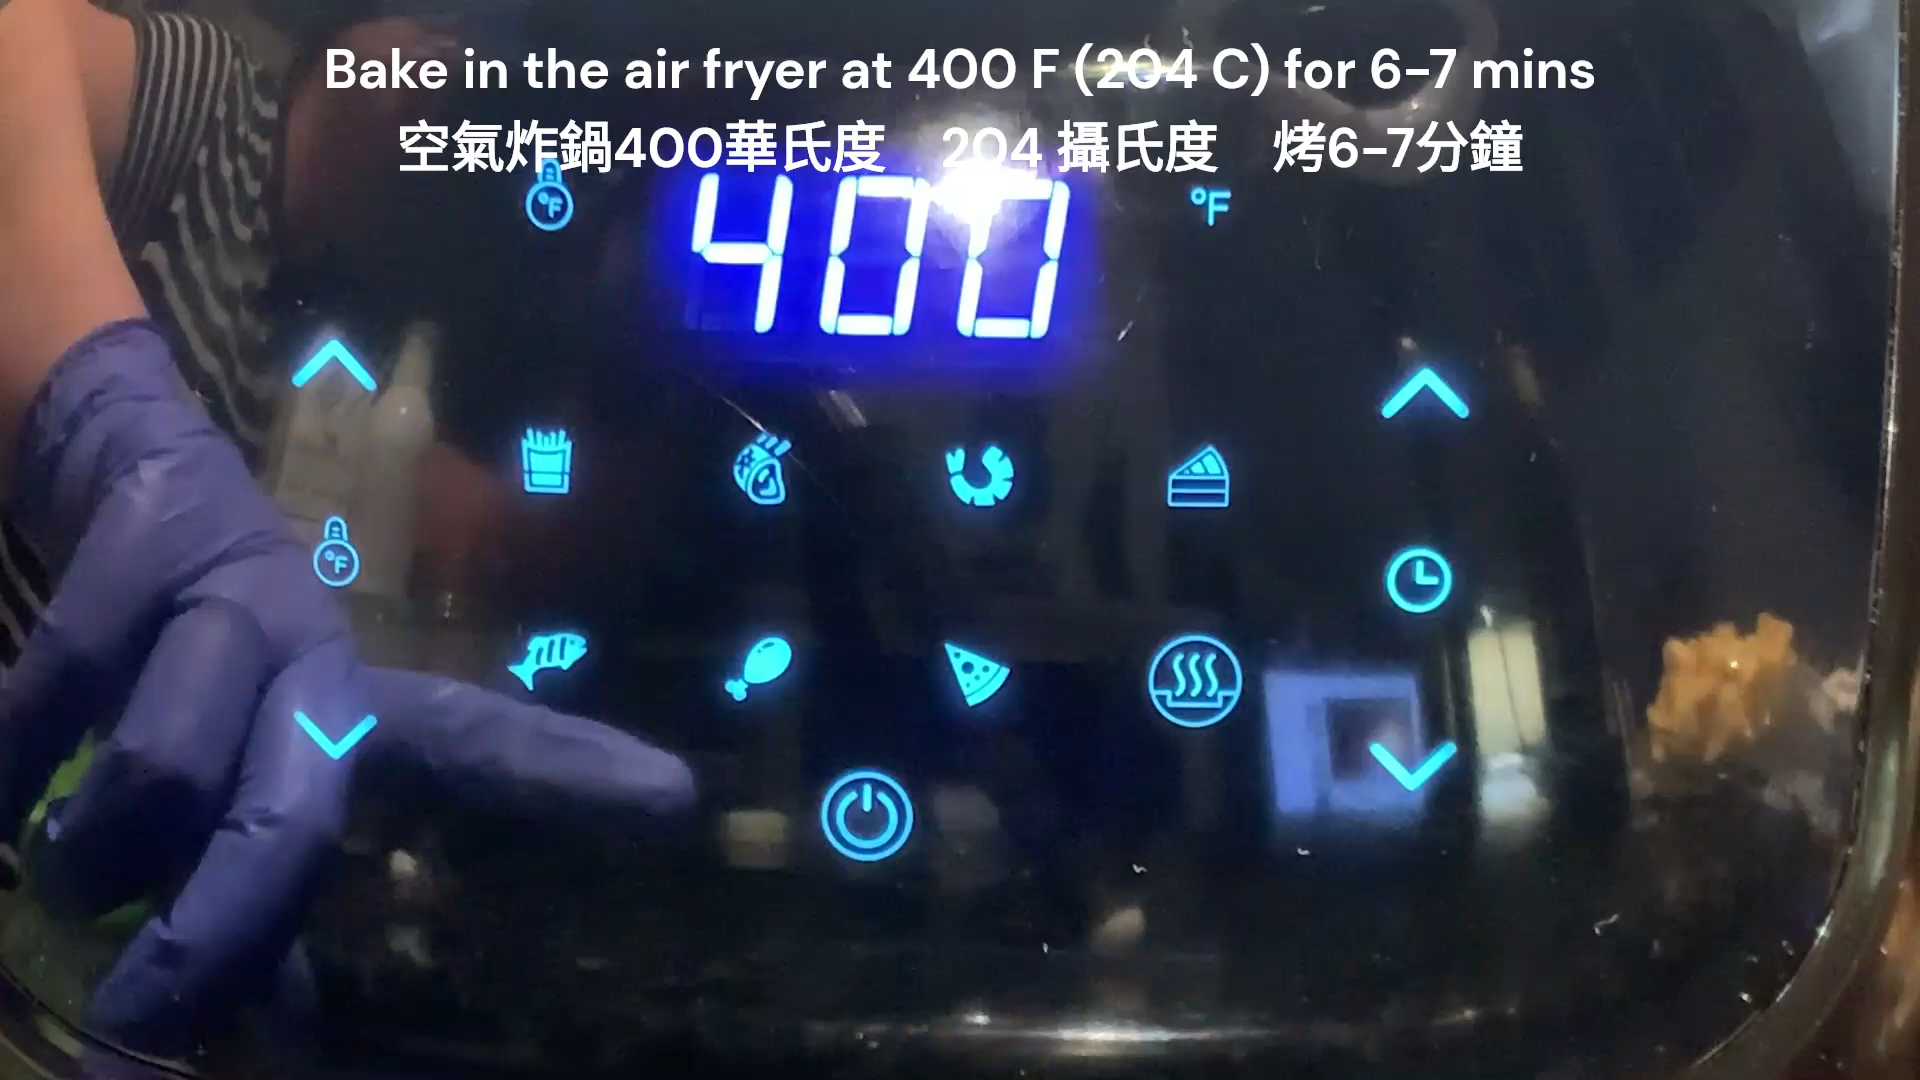 Bake in the air fryer at 400 F (204 C) for 6-7 mins
空氣炸鍋400華氏度 204 攝氏度 烤6-7分鐘
°F 400 °F
°F